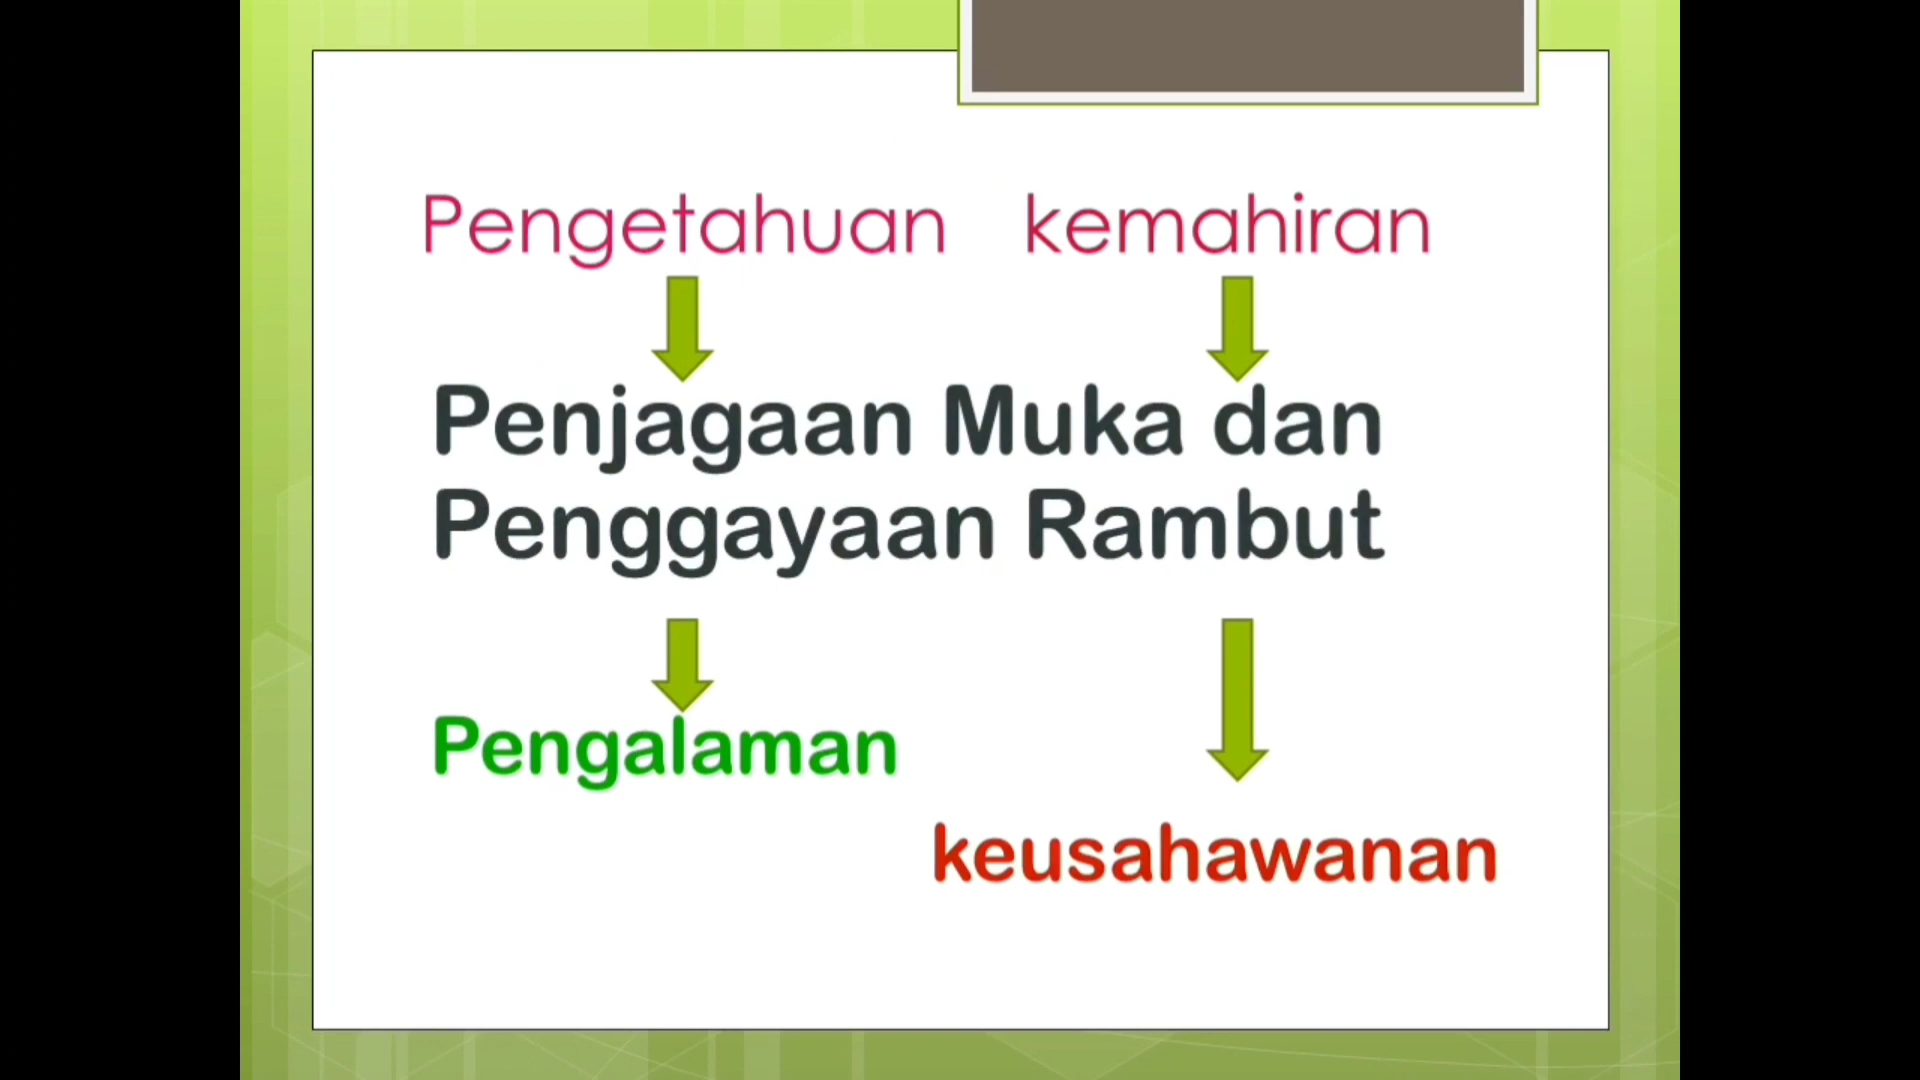 Pengetahuan kemahiran
Penjagaan Muka dan
Penggayaan Rambut
Pengalaman
keusahawanan